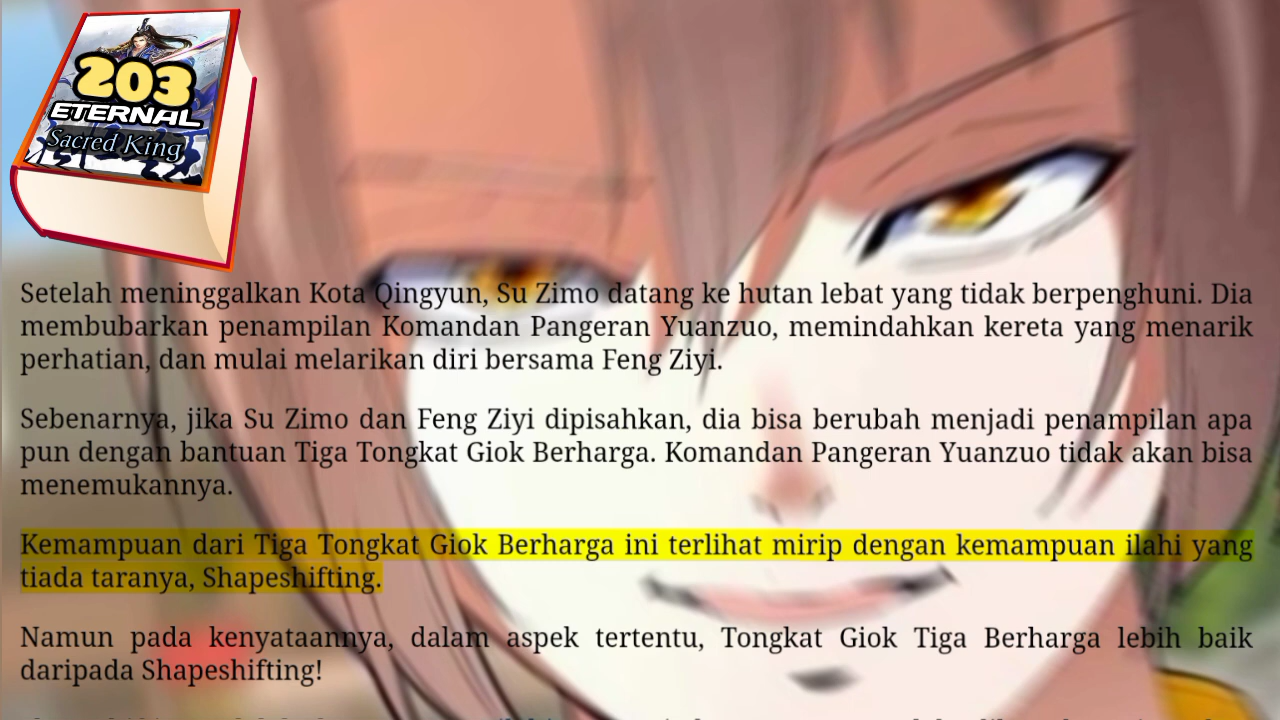 203
ETERNAL
Sacred King
Setelah meninggalkan Kota Qingyun, Su Zimo datang ke hutan lebat yang tidak berpenghuni. Dia
membubarkan penampilan Komandan Pangeran Yuanzuo, memindahkan kereta yang menarik
perhatian, dan mulai melarikan diri bersama Feng Ziyi.
Sebenarnya, jika Su Zimo dan Feng Ziyi dipisahkan, dia bisa berubah menjadi penampilan apa
pun dengan bantuan Tiga Tongkat Giok Berharga. Komandan Pangeran Yuanzuo tidak akan bisa
menemukannya.
Kemampuan dari Tiga Tongkat Giok Berharga ini terlihat mirip dengan kemampuan ilahi yang
tiada taranya, Shapeshifting.
Namun pada kenyataannya, dalam aspek tertentu, Tongkat Giok Tiga Berharga lebih baik
daripada Shapeshifting!